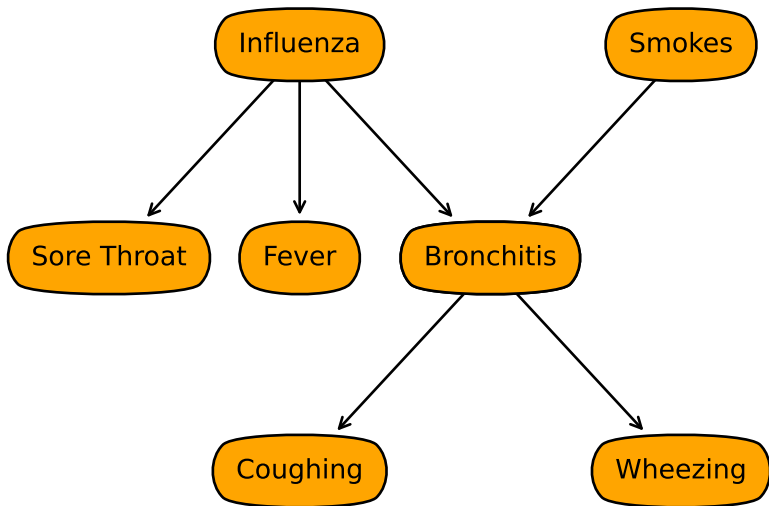 Influenza
Smokes
Sore Throat
Fever
Bronchitis
Coughing
Wheezing